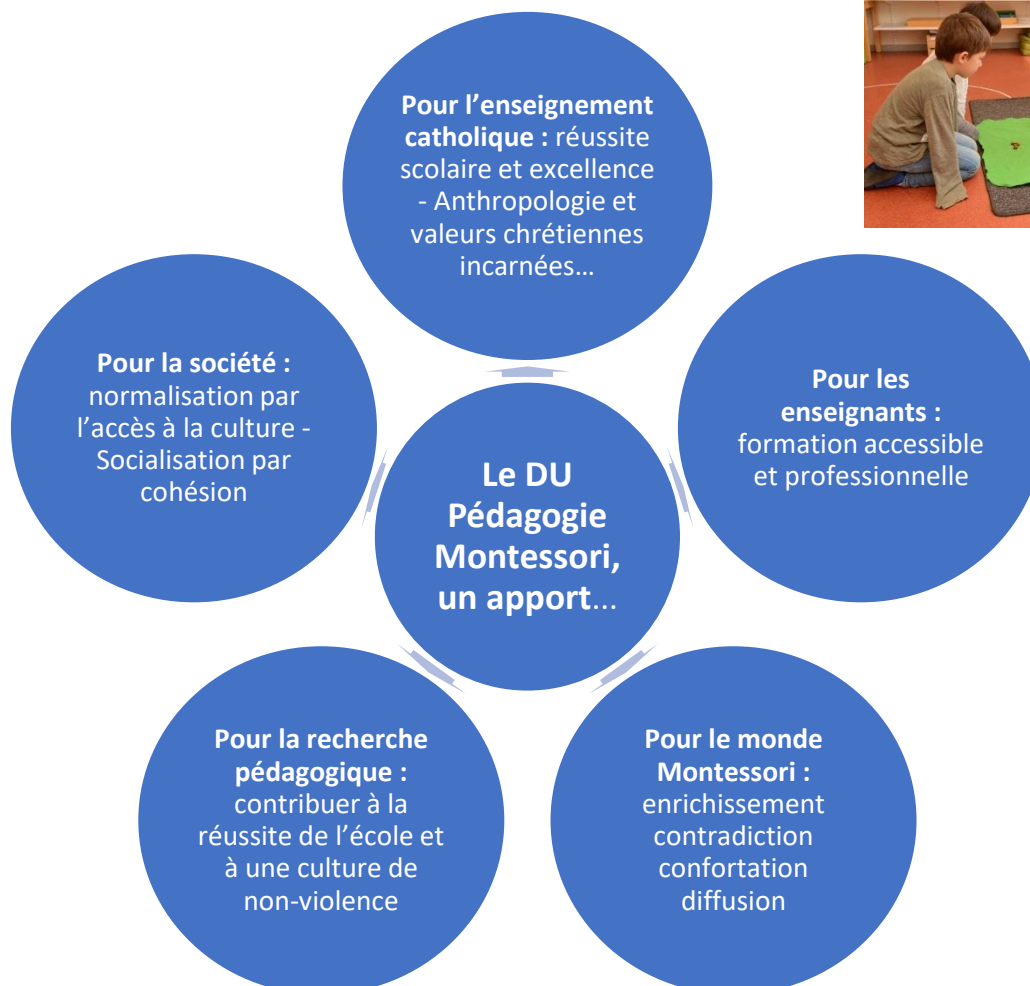 Pour l’enseignement
catholique : réussite
scolaire et excellence
- Anthropologie et
valeurs chrétiennes
incarnées…
Pour la société :
normalisation par
l’accès à la culture -
Socialisation par
cohésion
Pour les
enseignants :
formation accessible
et professionnelle
Le DU
Pédagogie
Montessori,
un apport…
Pour la recherche
pédagogique :
contribuer à la
réussite de l’école et
à une culture de
non-violence
Pour le monde
Montessori :
enrichissement
contradiction
confortation
diffusion